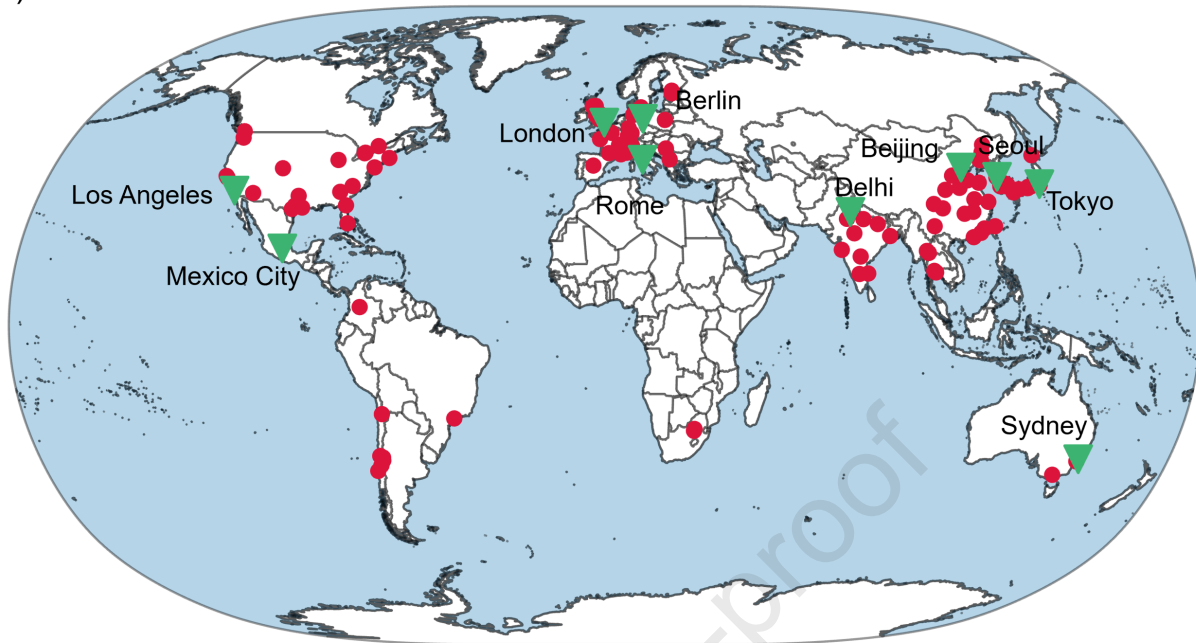 )
Berlin
London
Beijing
Seoul
Los Angeles
Delhi
Rome
Tokyo
Mexico City
Sydney
-proof